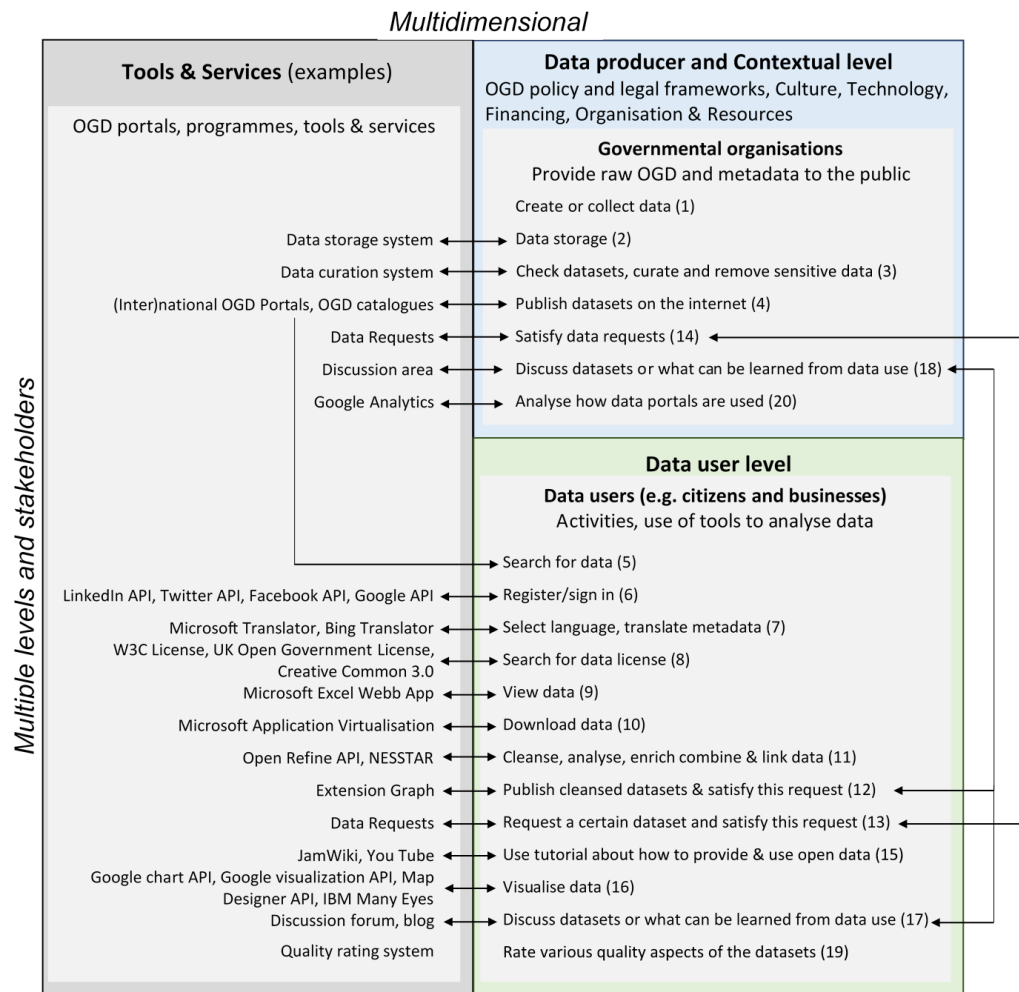 Multidimensional
Multiple levels and stakeholders
Tools & Services (examples)
OGD portals, programmes, tools & services
Data storage system
Data curation system
(Inter)national OGD Portals, OGD catalogues
Data Requests
Discussion area
Google Analytics
LinkedIn API, Twitter API, Facebook API, Google API
Microsoft Translator, Bing Translator
W3C License, UK Open Government License,
Creative Common 3.0
Microsoft Excel Webb App
Microsoft Application Virtualisation
Open Refine API, NESSTAR
Extension Graph
Data Requests
JamWiki, You Tube
Google chart API, Google visualization API, Map
Designer API, IBM Many Eyes
Discussion forum, blog
Quality rating system
Data producer and Contextual level
OGD policy and legal frameworks, Culture, Technology,
Financing, Organisation & Resources
Governmental organisations
Provide raw OGD and metadata to the public
Create or collect data (1)
Data storage (2)
Check datasets, curate and remove sensitive data (3)
Publish datasets on the internet (4)
Satisfy data requests (14)
Discuss datasets or what can be learned from data use (18)
Analyse how data portals are used (20)
Data user level
Data users (e.g. citizens and businesses)
Activities, use of tools to analyse data
Search for data (5)
Register/sign in (6)
Select language, translate metadata (7)
Search for data license (8)
View data (9)
Download data (10)
Cleanse, analyse, enrich combine & link data (11)
Publish cleansed datasets & satisfy this request (12)
Request a certain dataset and satisfy this request (13)
Use tutorial about how to provide & use open data (15)
Visualise data (16)
Discuss datasets or what can be learned from data use (17)
Rate various quality aspects of the datasets (19)